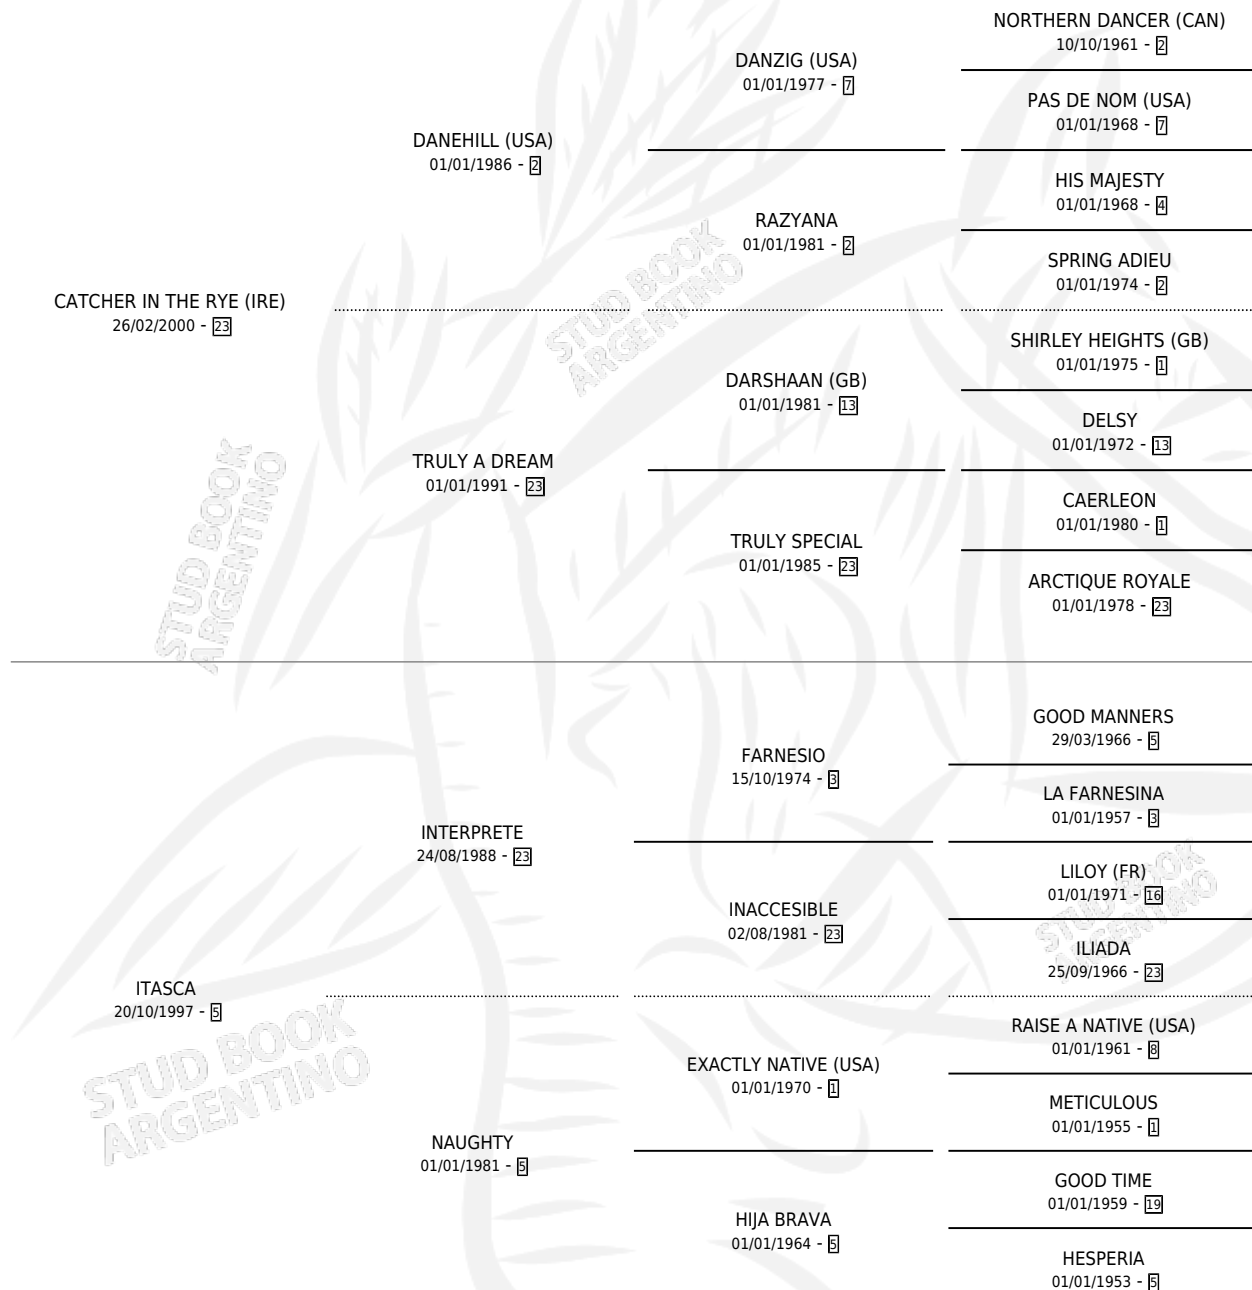 NORTHERN DANCER (CAN)
10/10/1961 - 2
DANZIG (USA)
01/01/1977 - 7
PAS DE NOM (USA)
01/01/1968 - 7
DANEHILL (USA)
01/01/1986 - 2
HIS MAJESTY
01/01/1968 - 4
RAZYANA
01/01/1981 - 2
SPRING ADIEU
01/01/1974 - 2
CATCHER IN THE RYE (IRE)
26/02/2000 - 23
SHIRLEY HEIGHTS (GB)
01/01/1975 - 1
DARSHAAN (GB)
01/01/1981 - 13
DELSY
01/01/1972 - 13
TRULY A DREAM
01/01/1991 - 23
CAERLEON
01/01/1980 - 1
TRULY SPECIAL
01/01/1985 - 23
ARCTIQUE ROYALE
01/01/1978 - 23
GOOD MANNERS
29/03/1966 - 5
FARNESIO
15/10/1974 - 3
LA FARNESINA
01/01/1957 - 3
INTERPRETE
24/08/1988 - 23
LILOY (FR)
01/01/1971 - 16
INACCESIBLE
02/08/1981 - 23
ILIADA
25/09/1966 - 23
ITASCA
20/10/1997 - 5
RAISE A NATIVE (USA)
01/01/1961 - 8
EXACTLY NATIVE (USA)
01/01/1970 - 1
METICULOUS
01/01/1955 - 1
NAUGHTY
01/01/1981 - 5
GOOD TIME
01/01/1959 - 19
HIJA BRAVA
01/01/1964 - 5
HESPERIA
01/01/1953 - 5
STUD BOOK
ARGENTINO
STUD BOOK
ARGENTINO
STUD BOOK
ARGENTINO
STUD BOOK
ARGENTINO